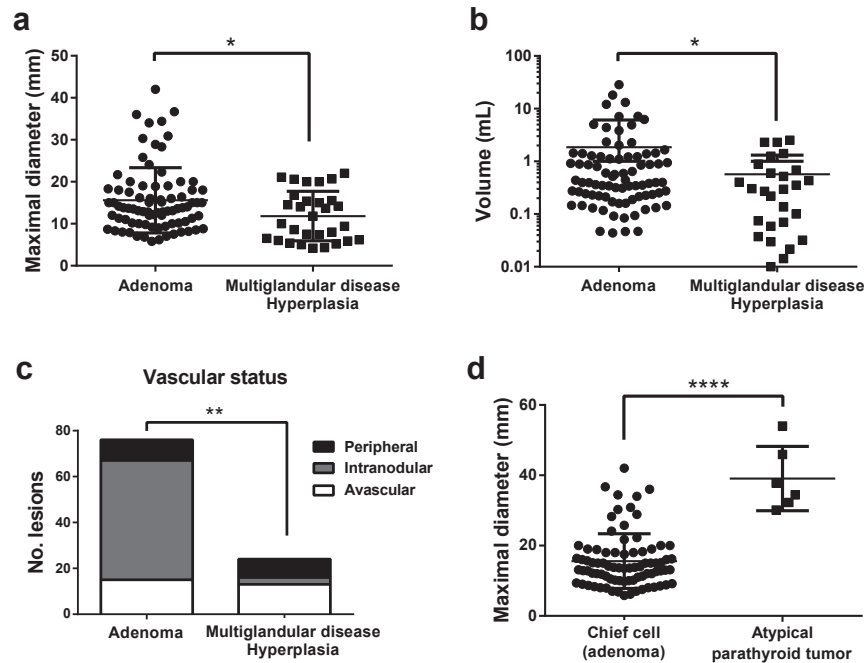 a
*
Maximal diameter (mm)
50
40
30
20
10
0
Adenoma
Multiglandular disease
Hyperplasia
b
*
Volume (mL)
100
10
1
0.1
0.01
Adenoma
Multiglandular disease
Hyperplasia
c
Vascular status
**
No. lesions
80
60
40
20
0
Peripheral
Intranodular
Avascular
Adenoma
Multiglandular disease
Hyperplasia
d
****
Maximal diameter (mm)
60
40
20
0
Chief cell
(adenoma)
Atypical
parathyroid tumor